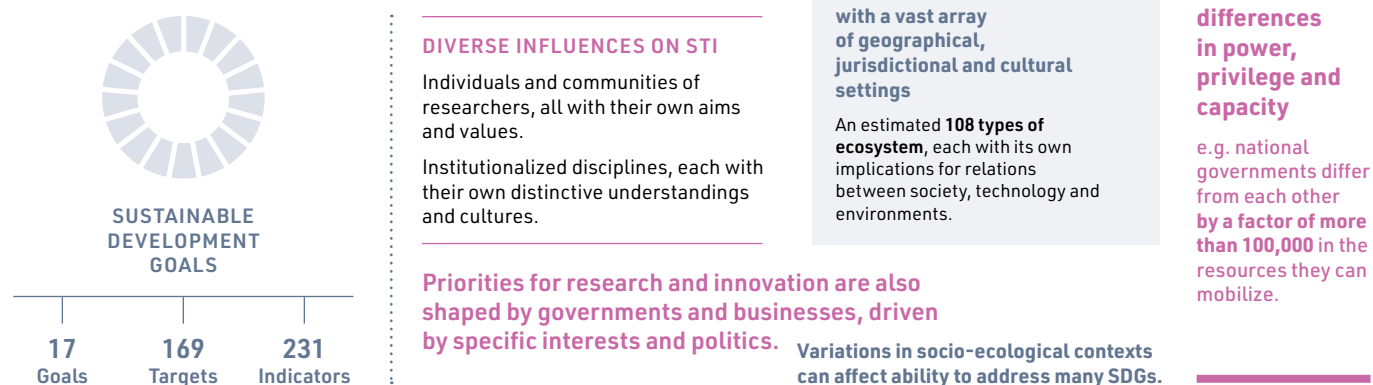 SUSTAINABLE
DEVELOPMENT
GOALS
17
Goals
169
Targets
231
Indicators
DIVERSE INFLUENCES ON STI
Individuals and communities of
researchers, all with their own aims
and values.
Institutionalized disciplines, each with
their own distinctive understandings
and cultures.
Priorities for research and innovation are also
shaped by governments and businesses, driven
by specific interests and politics.
with a vast array
of geographical,
jurisdictional and cultural
settings
An estimated 108 types of
ecosystem, each with its own
implications for relations
between society, technology and
environments.
Variations in socio-ecological contexts
can affect ability to address many SDGs.
differences
in power,
privilege and
capacity
e.g. national
governments differ
from each other
by a factor of more
than 100,000 in the
resources they can
mobilize.